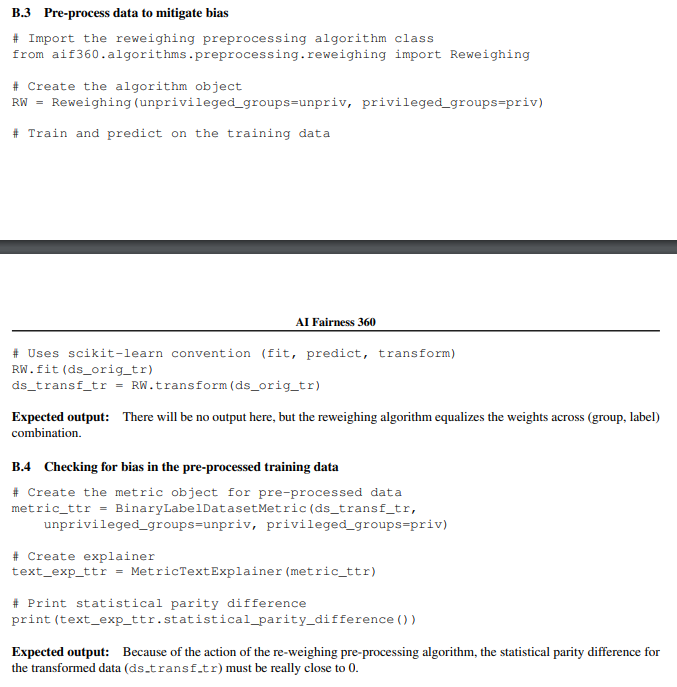 B.3 Pre-process data to mitigate bias
# Import the reweighing preprocessing algorithm class
from aif360.algorithms.preprocessing.reweighing import Reweighing
# Create the algorithm object
RW = Reweighing(unprivileged_groups=unpriv, privileged_groups=priv)
# Train and predict on the training data
AI Fairness 360
# Uses scikit-learn convention (fit, predict, transform)
RW.fit(ds_orig_tr)
ds_transf_tr = RW.transform(ds_orig_tr)
Expected output: There will be no output here, but the reweighing algorithm equalizes the weights across (group, label)
combination.
B.4 Checking for bias in the pre-processed training data
# Create the metric object for pre-processed data
metric_ttr = BinaryLabelDatasetMetric(ds_transf_tr,
unprivileged_groups=unpriv, privileged_groups=priv)
# Create explainer
text_exp_ttr = MetricTextExplainer(metric_ttr)
# Print statistical parity difference
print(text_exp_ttr.statistical_parity_difference())
Expected output: Because of the action of the re-weighing pre-processing algorithm, the statistical parity difference for
the transformed data (ds_transf_tr) must be really close to 0.